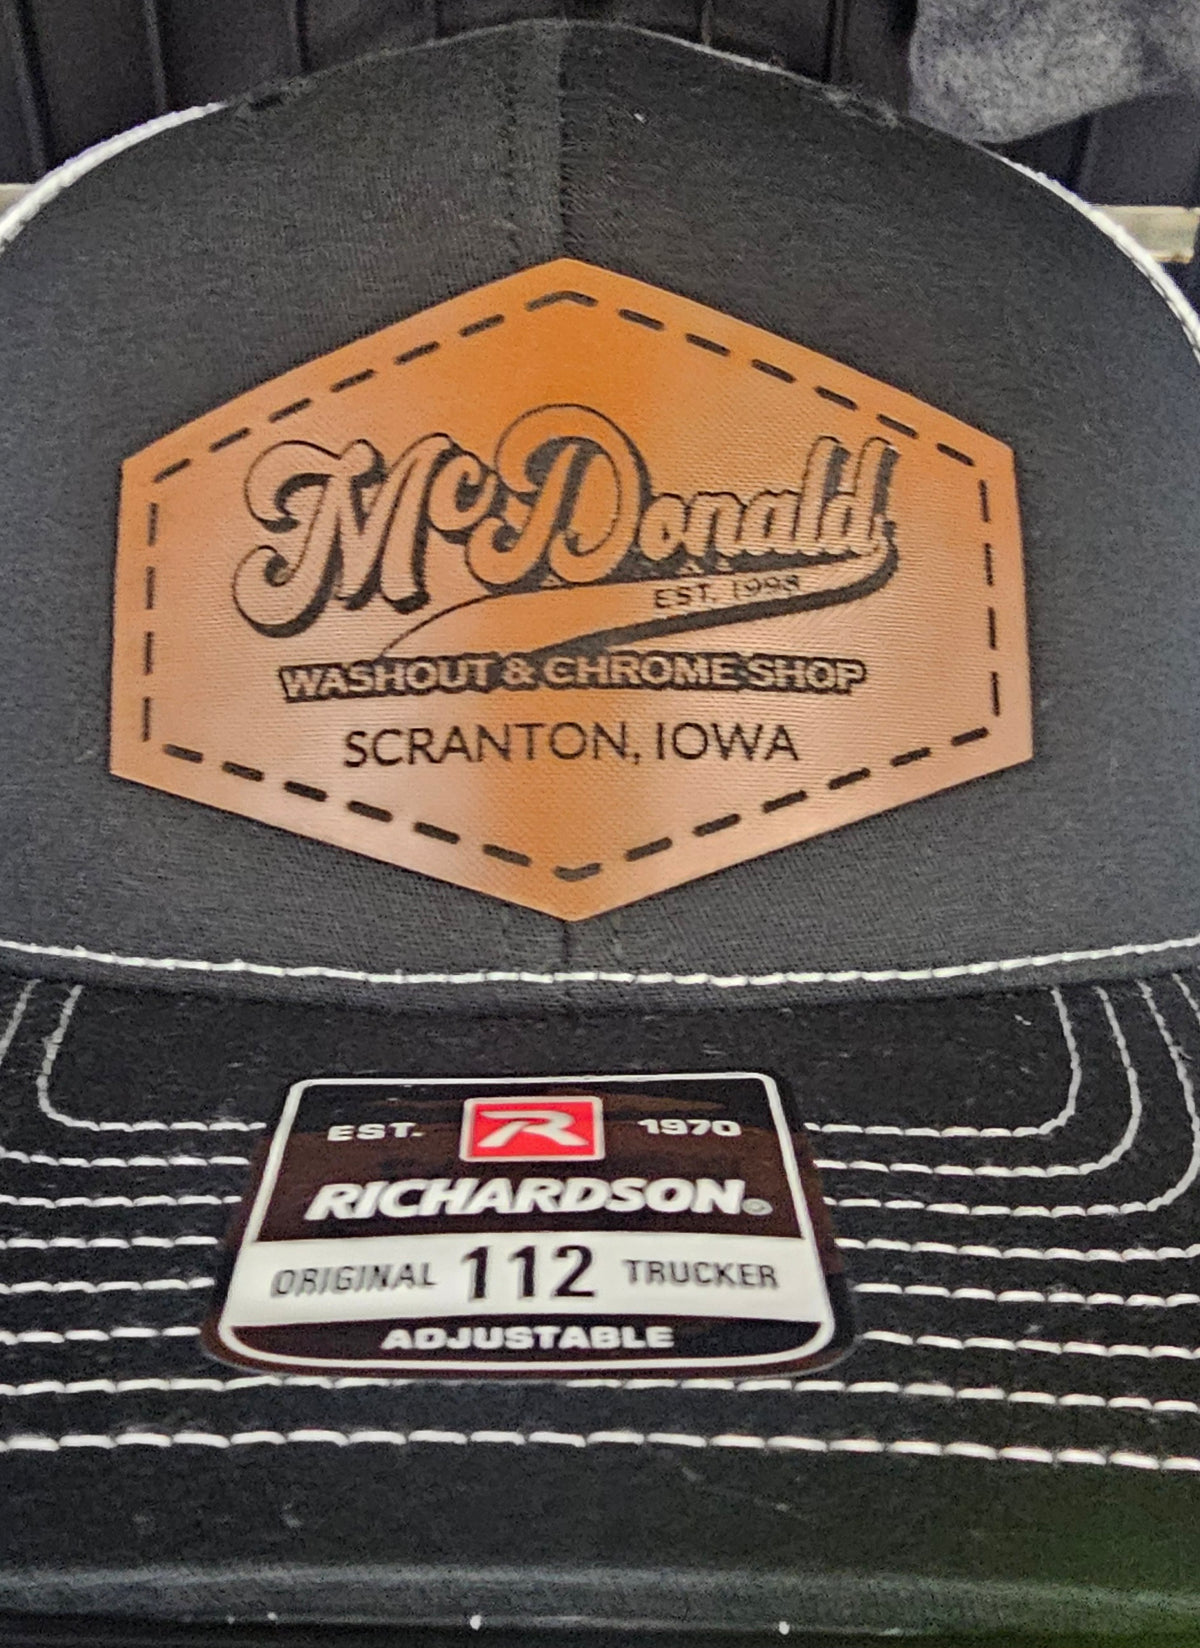 McDonald
EST. 1998
WASHOUT & CHROME SHOP
SCRANTON, IOWA
EST. R 1970
RICHARDSON®
ORIGINAL 112 TRUCKER
ADJUSTABLE